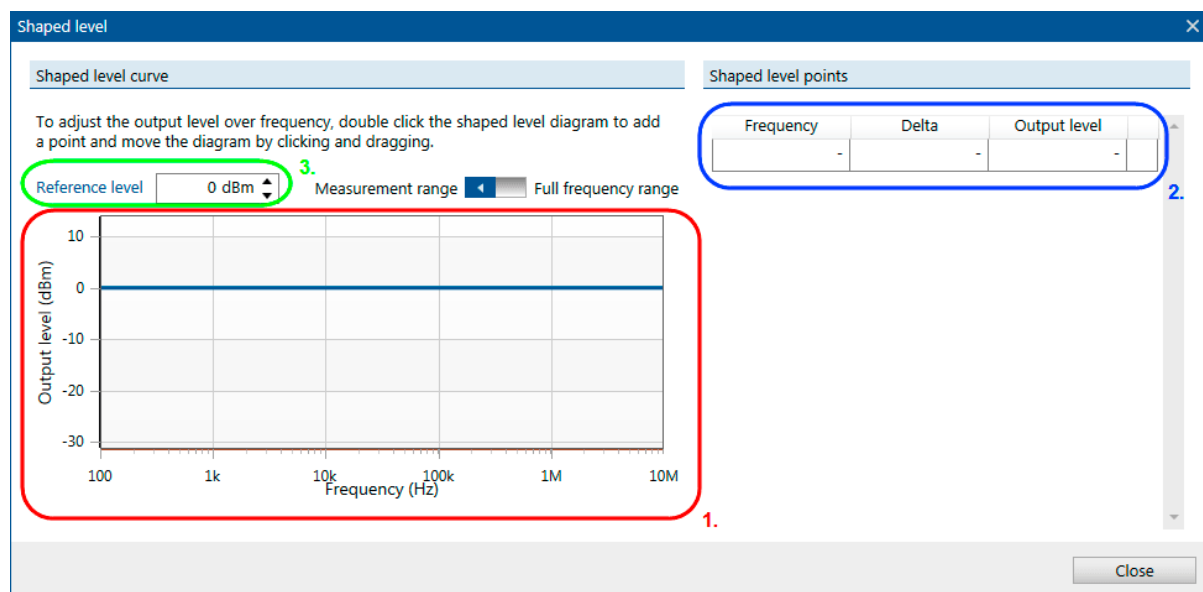 Shaped level
Shaped level curve
To adjust the output level over frequency, double click the shaped level diagram to add
a point and move the diagram by clicking and dragging.
3.
Reference level 0 dBm Measurement range Full frequency range
10
0
-10
-20
-30
Output level (dBm)
100 1k 10k 100k 1M 10M
Frequency (Hz)
1.
Shaped level points
Frequency Delta Output level
- - -
2.
Close